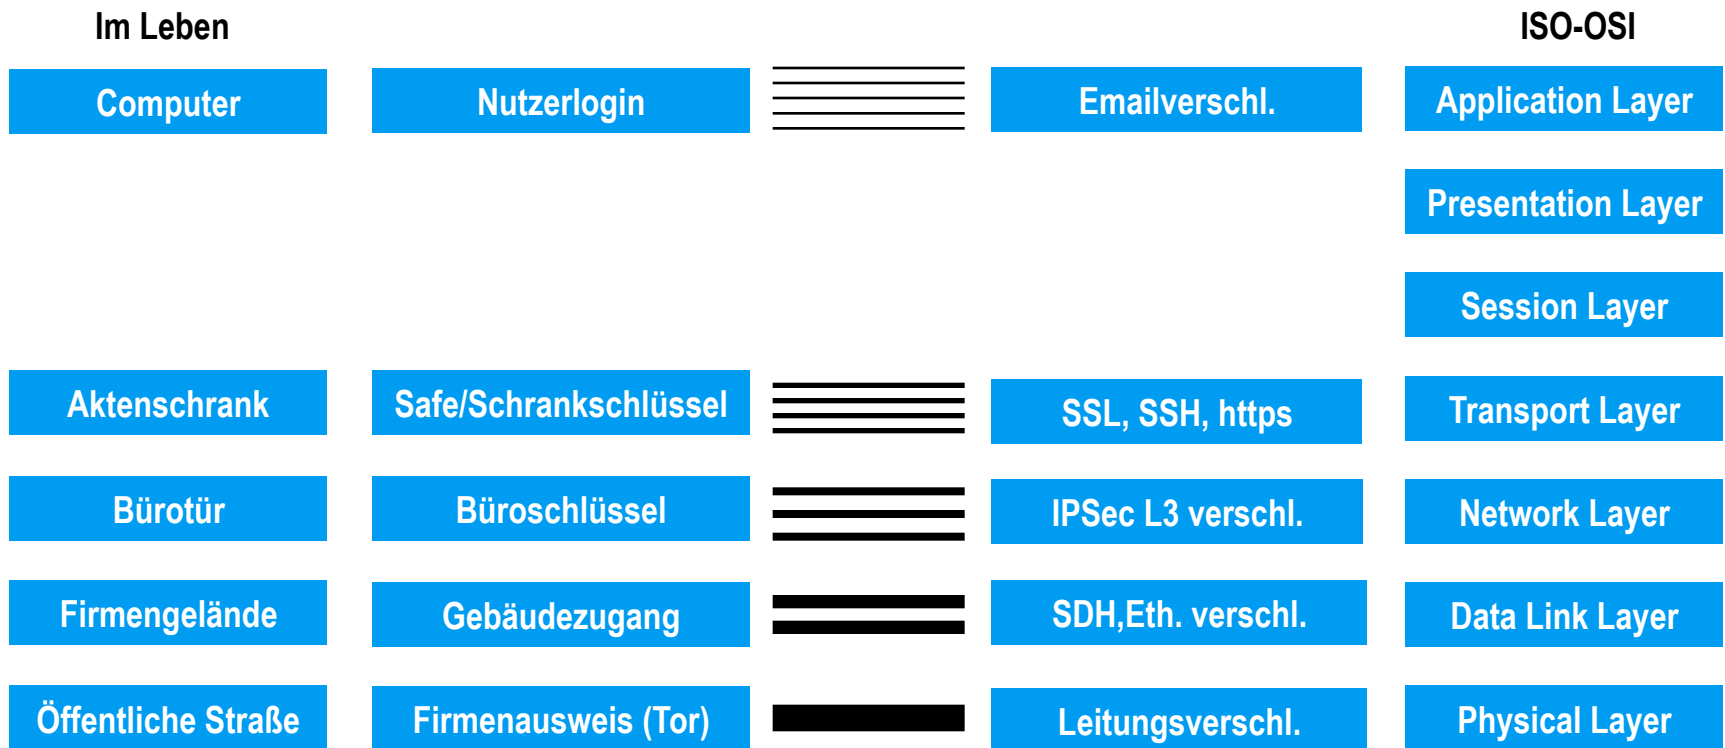 Im Leben
ISO-OSI
Computer
Nutzerlogin
Emailverschl.
Application Layer
Presentation Layer
Session Layer
Aktenschrank
Safe/Schrankschlüssel
SSL, SSH, https
Transport Layer
Bürotür
Büroschlüssel
IPSec L3 verschl.
Network Layer
Firmengelände
Gebäudezugang
SDH,Eth. verschl.
Data Link Layer
Öffentliche Straße
Firmenausweis (Tor)
Leitungsverschl.
Physical Layer